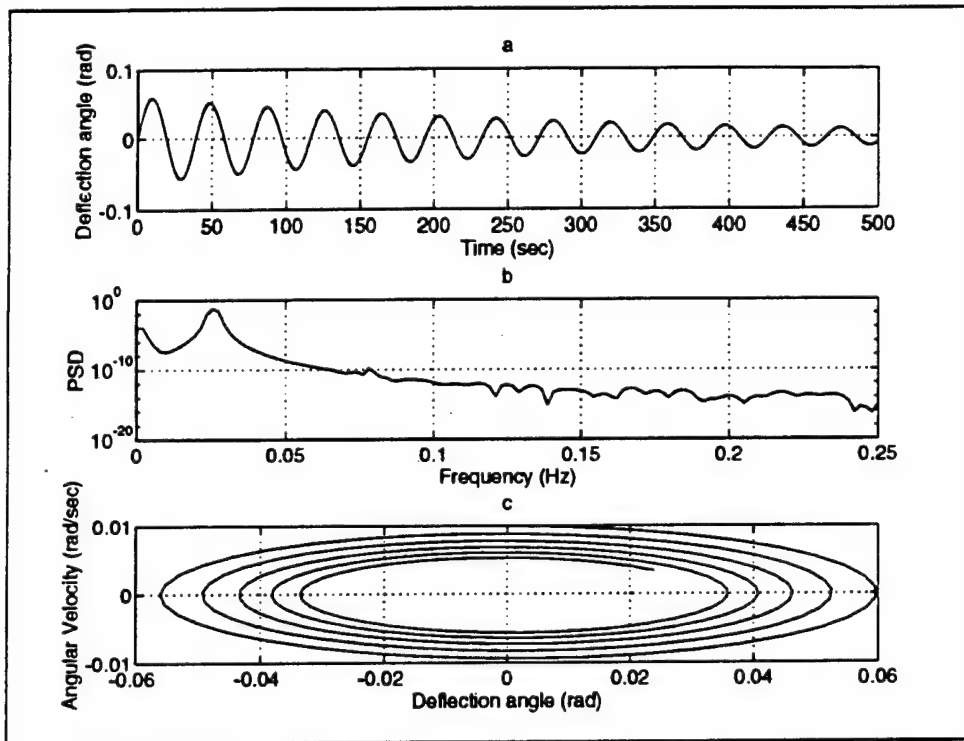 a
Deflection angle (rad)
0.1
0
-0.1
0 50 100 150 200 250 300 350 400 450 500
Time (sec)
b
PSD
10^0
10^-10
10^-20
0 0.05 0.1 0.15 0.2 0.25
Frequency (Hz)
c
Angular Velocity (rad/sec)
0.01
0
-0.01
-0.06 -0.04 -0.02 0 0.02 0.04 0.06
Deflection angle (rad)